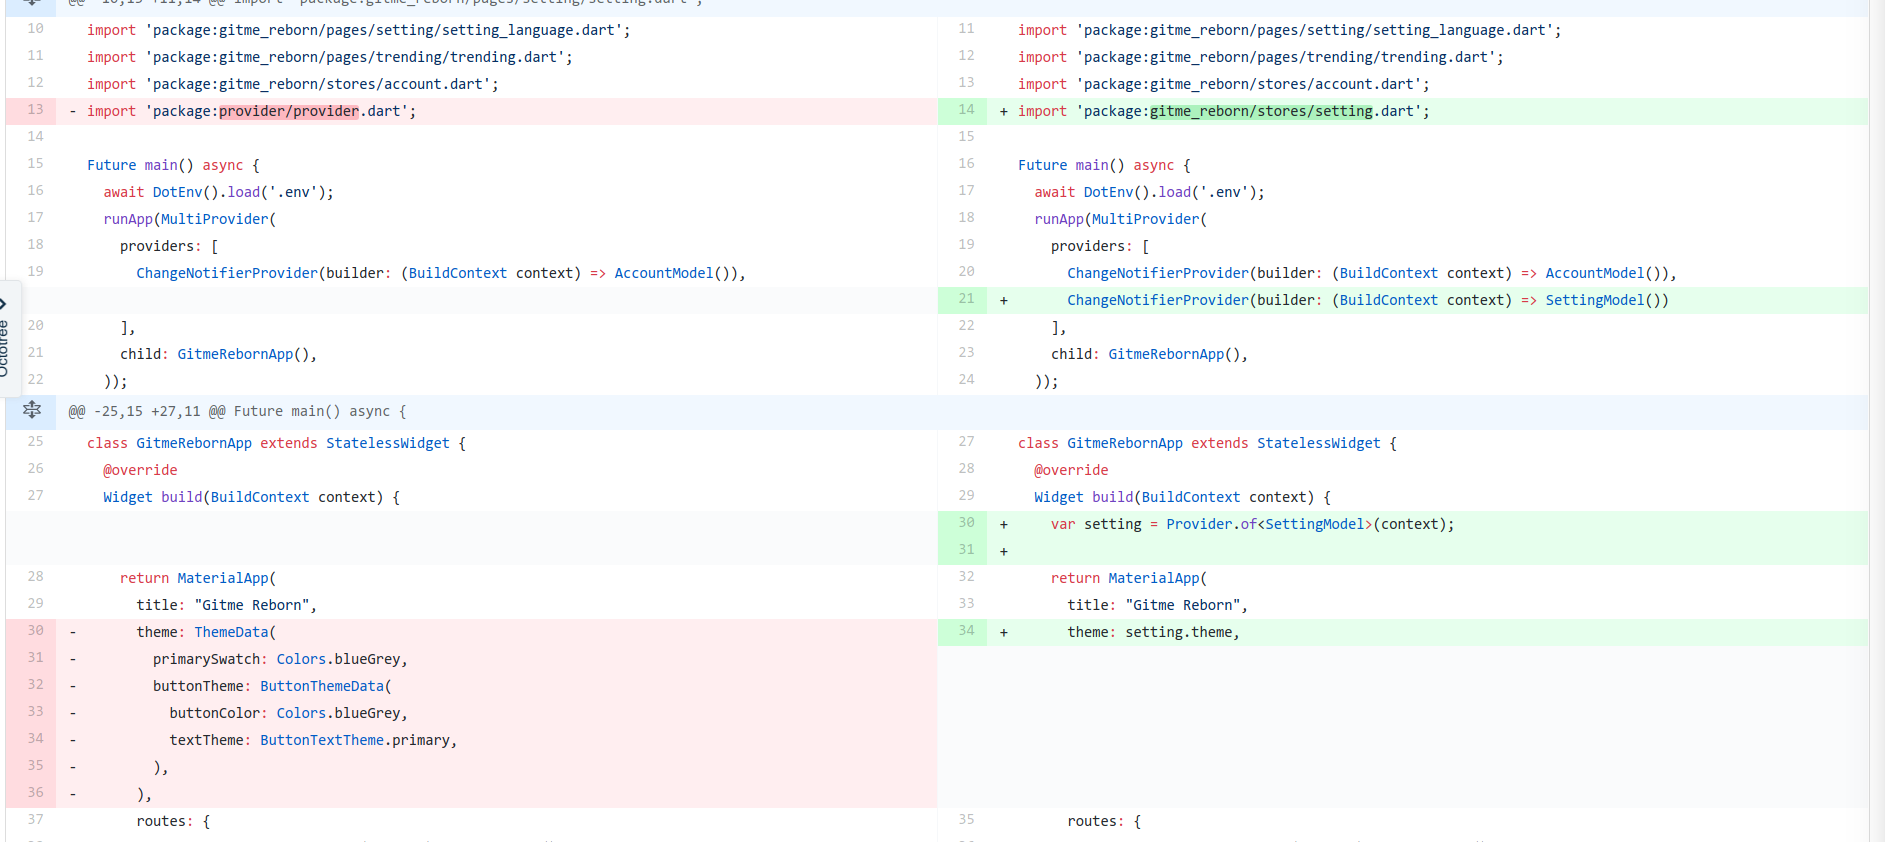 @@ -10,13 +11,14 @@ import 'package:gitme_reborn/pages/setting/setting.dart';
10 import 'package:gitme_reborn/pages/setting/setting_language.dart';
11 import 'package:gitme_reborn/pages/trending/trending.dart';
12 import 'package:gitme_reborn/stores/account.dart';
13 - import 'package:provider/provider.dart';
14
15 Future main() async {
16 await DotEnv().load('.env');
17 runApp(MultiProvider(
18 providers: [
19 ChangeNotifierProvider(builder: (BuildContext context) => AccountModel()),
20 ],
21 child: GitmeRebornApp(),
22 ));
11 import 'package:gitme_reborn/pages/setting/setting_language.dart';
12 import 'package:gitme_reborn/pages/trending/trending.dart';
13 import 'package:gitme_reborn/stores/account.dart';
14 + import 'package:gitme_reborn/stores/setting.dart';
15
16 Future main() async {
17 await DotEnv().load('.env');
18 runApp(MultiProvider(
19 providers: [
20 ChangeNotifierProvider(builder: (BuildContext context) => AccountModel()),
21 + ChangeNotifierProvider(builder: (BuildContext context) => SettingModel())
22 ],
23 child: GitmeRebornApp(),
24 ));
Octotree
@@ -25,15 +27,11 @@ Future main() async {
25 class GitmeRebornApp extends StatelessWidget {
26 @override
27 Widget build(BuildContext context) {
28 return MaterialApp(
29 title: "Gitme Reborn",
30 - theme: ThemeData(
31 - primarySwatch: Colors.blueGrey,
32 - buttonTheme: ButtonThemeData(
33 - buttonColor: Colors.blueGrey,
34 - textTheme: ButtonTextTheme.primary,
35 - ),
36 - ),
37 routes: {
27 class GitmeRebornApp extends StatelessWidget {
28 @override
29 Widget build(BuildContext context) {
30 + var setting = Provider.of<SettingModel>(context);
31 +
32 return MaterialApp(
33 title: "Gitme Reborn",
34 + theme: setting.theme,
35 routes: {